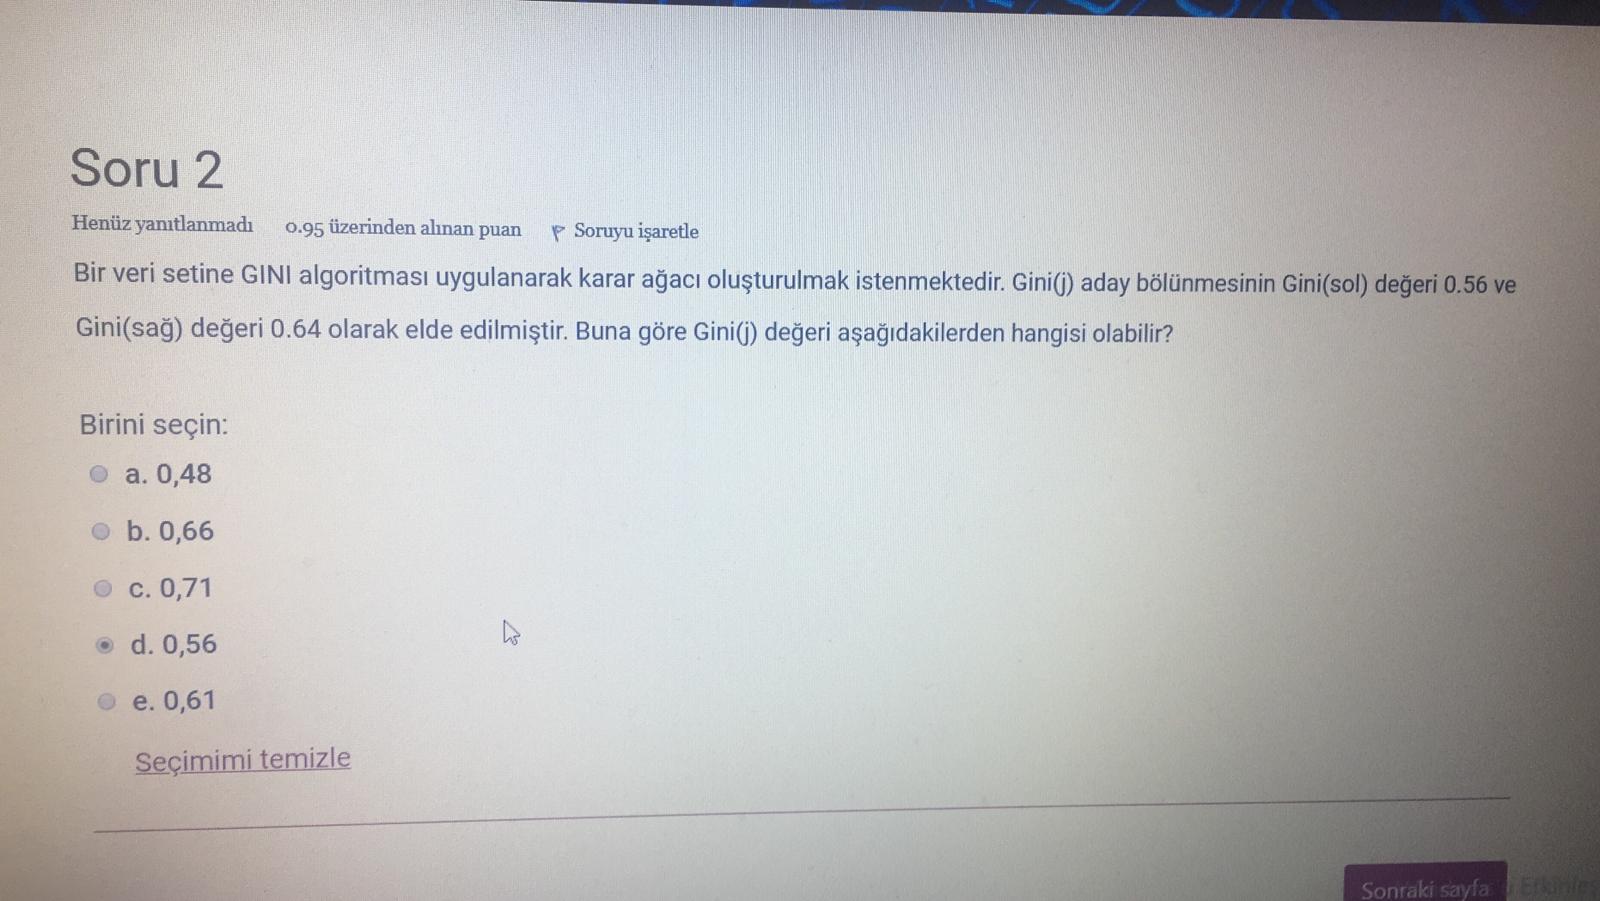 Soru 2
Henüz yanıtlanmadı 0.95 üzerinden alınan puan Soruyu işaretle
Bir veri setine GINI algoritması uygulanarak karar ağacı oluşturulmak istenmektedir. Gini(j) aday bölünmesinin Gini(sol) değeri 0.56 ve
Gini(sağ) değeri 0.64 olarak elde edilmiştir. Buna göre Gini(j) değeri aşağıdakilerden hangisi olabilir?
Birini seçin:
a. 0,48
b. 0,66
c. 0,71
d. 0,56
e. 0,61
Seçimimi temizle
Sonraki sayfa